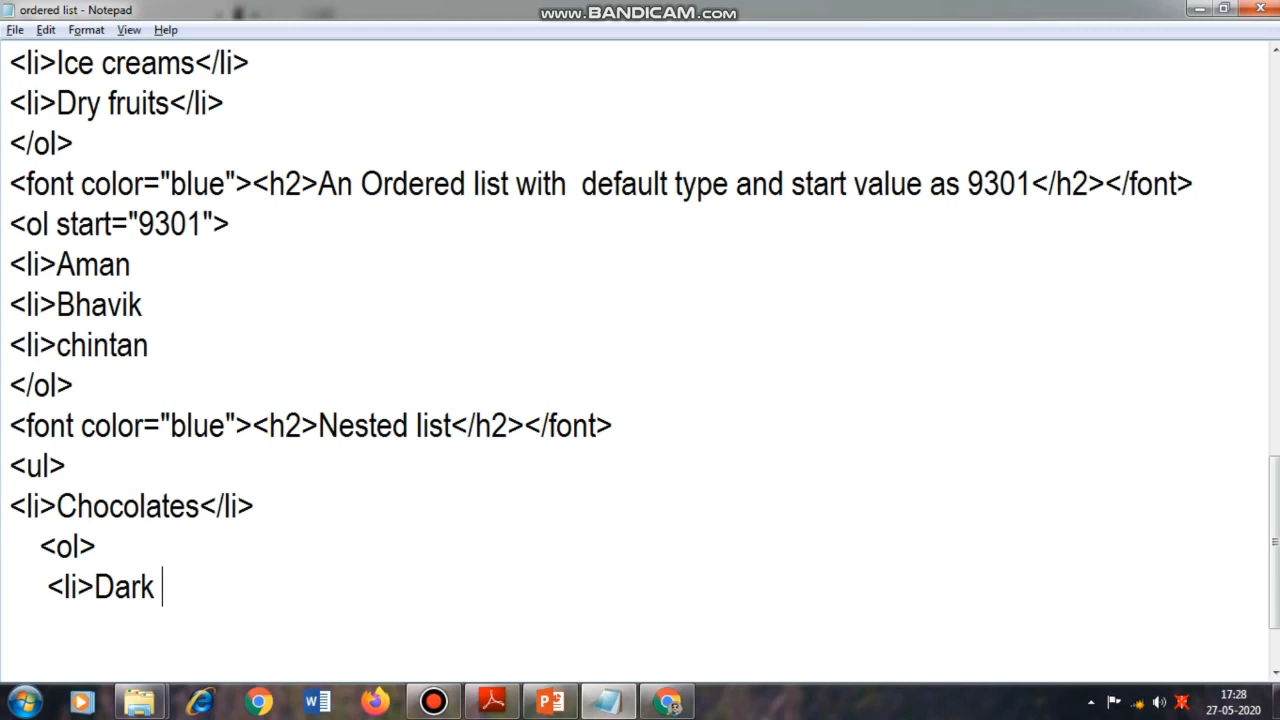 ordered list - Notepad
www.BANDICAM.com
File Edit Format View Help
<li>Ice creams</li>
<li>Dry fruits</li>
</ol>
<font color="blue"><h2>An Ordered list with  default type and start value as 9301</h2></font>
<ol start="9301">
<li>Aman
<li>Bhavik
<li>chintan
</ol>
<font color="blue"><h2>Nested list</h2></font>
<ul>
<li>Chocolates</li>
<ol>
<li>Dark
17:28
27-05-2020